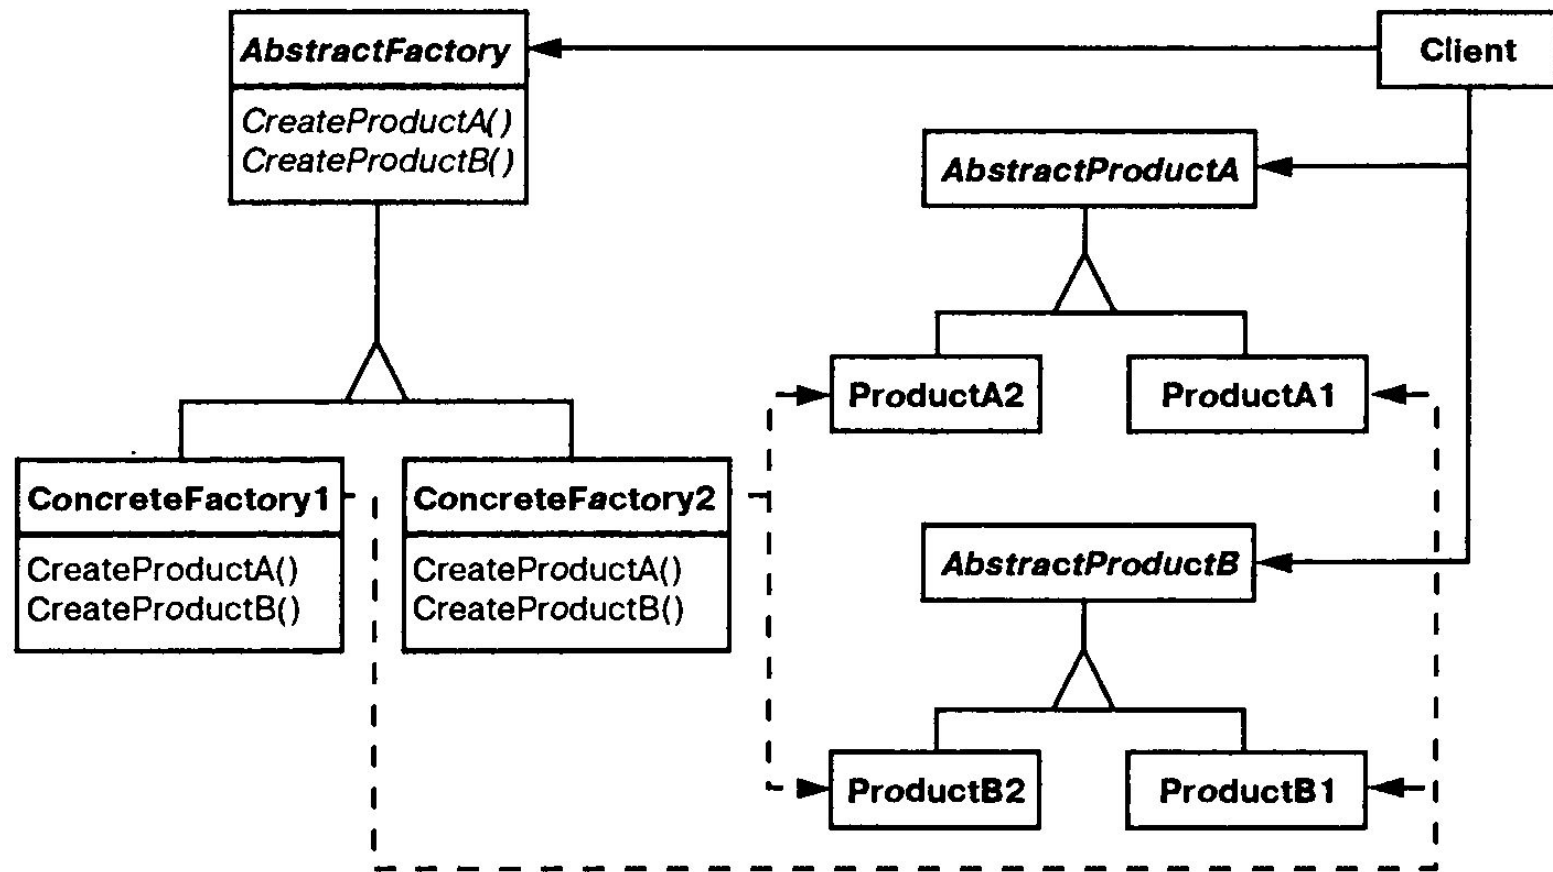 AbstractFactory
CreateProductA()
CreateProductB()
Client
AbstractProductA
ProductA2
ProductA1
ConcreteFactory1
CreateProductA()
CreateProductB()
ConcreteFactory2
CreateProductA()
CreateProductB()
AbstractProductB
ProductB2
ProductB1